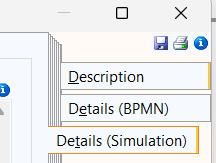 Description
Details (BPMN)
Details (Simulation)